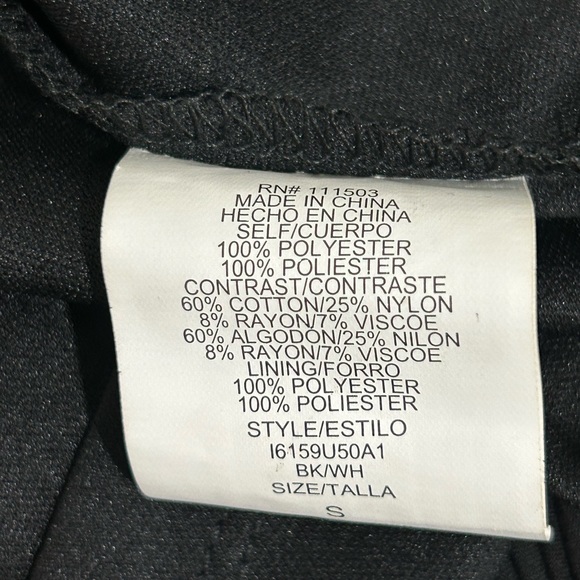 RN# 111503
MADE IN CHINA
HECHO EN CHINA
SELF/CUERPO
100% POLYESTER
100% POLIESTER
CONTRAST/CONTRASTE
60% COTTON/25% NYLON
8% RAYON/7% VISCOE
60% ALGODON/25% NILON
8% RAYON/7% VISCOE
LINING/FORRO
100% POLYESTER
100% POLIESTER
STYLE/ESTILO
I6159U50A1
BK/WH
SIZE/TALLA
S